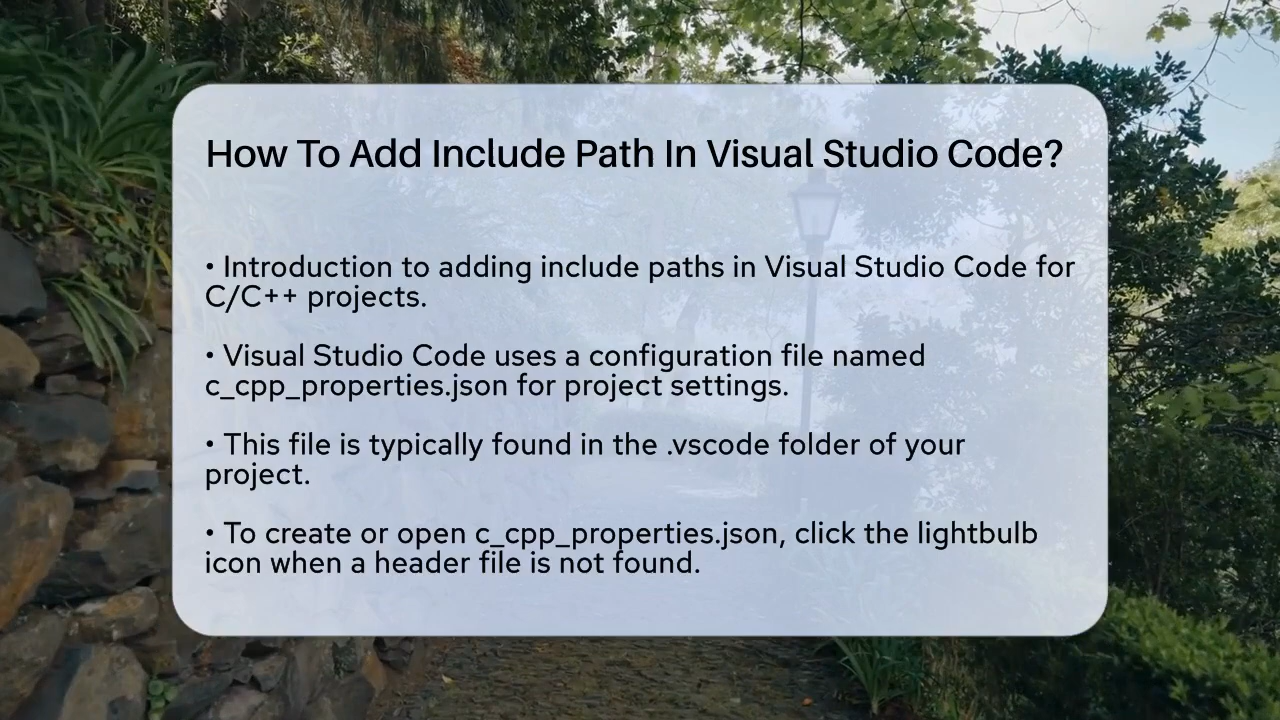 How To Add Include Path In Visual Studio Code?
• Introduction to adding include paths in Visual Studio Code for
C/C++ projects.
• Visual Studio Code uses a configuration file named
c_cpp_properties.json for project settings.
• This file is typically found in the .vscode folder of your
project.
• To create or open c_cpp_properties.json, click the lightbulb
icon when a header file is not found.